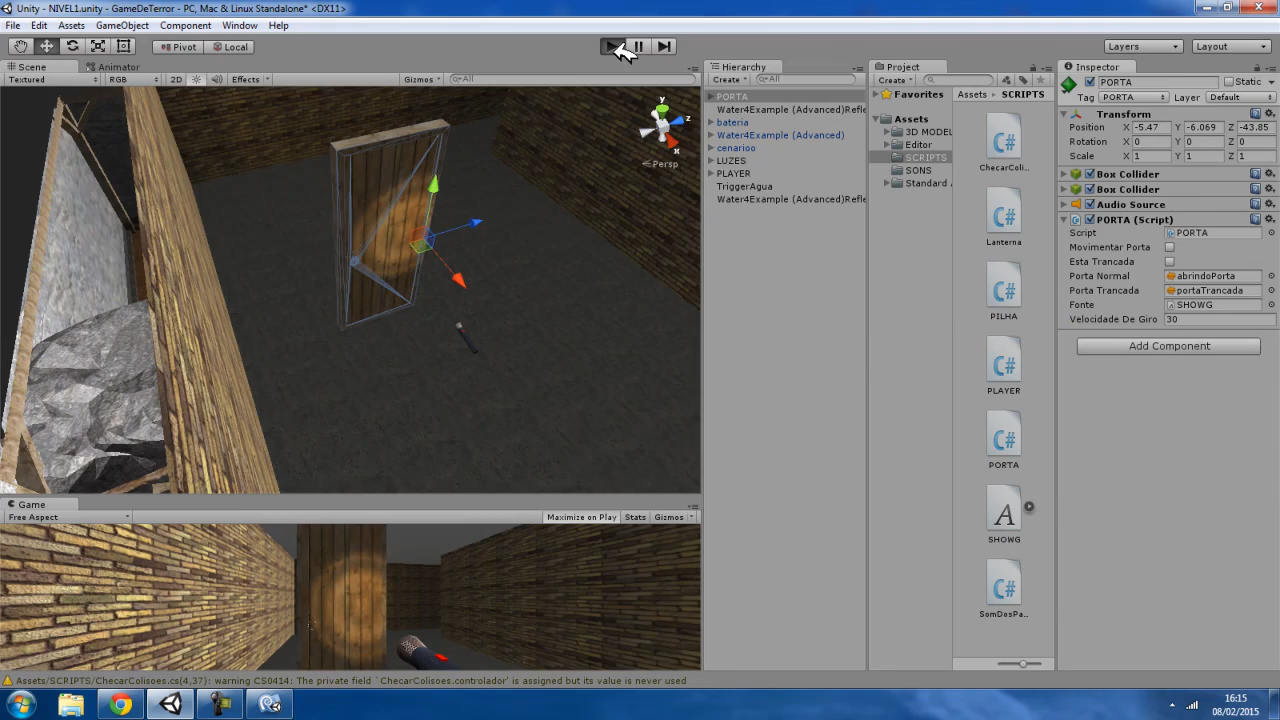 Unity - NIVEL1.unity - GameDeTerror - PC, Mac & Linux Standalone* <DX11>
File Edit Assets GameObject Component Window Help
Pivot Local Layers Layout
Scene Animator
Textured RGB 2D Effects Gizmos All
y
z
x
Persp
Hierarchy
Create All
PORTA
Water4Example (Advanced)Refle
bateria
Water4Example (Advanced)
cenarioo
LUZES
PLAYER
TriggerAgua
Water4Example (Advanced)Refle
Project
Create
Favorites
Assets
3D MODEL
Editor
SCRIPTS
SONS
Standard
Assets SCRIPTS
ChecarColi...
Lanterna
PILHA
PLAYER
PORTA
SHOWG
SomDosPa...
Inspector
PORTA Static
Tag PORTA Layer Default
Transform
Position X -5.47 Y -6.069 Z -43.85
Rotation X 0 Y 0 Z 0
Scale X 1 Y 1 Z 1
Box Collider
Box Collider
Audio Source
PORTA (Script)
Script PORTA
Movimentar Porta
Esta Trancada
Porta Normal abrindoPorta
Porta Trancada portaTrancada
Fonte SHOWG
Velocidade De Giro 30
Add Component
Game
Free Aspect Maximize on Play Stats Gizmos
Assets/SCRIPTS/ChecarColisoes.cs(4,37): warning CS0414: The private field `ChecarColisoes.controlador' is assigned but its value is never used
16:15
08/02/2015